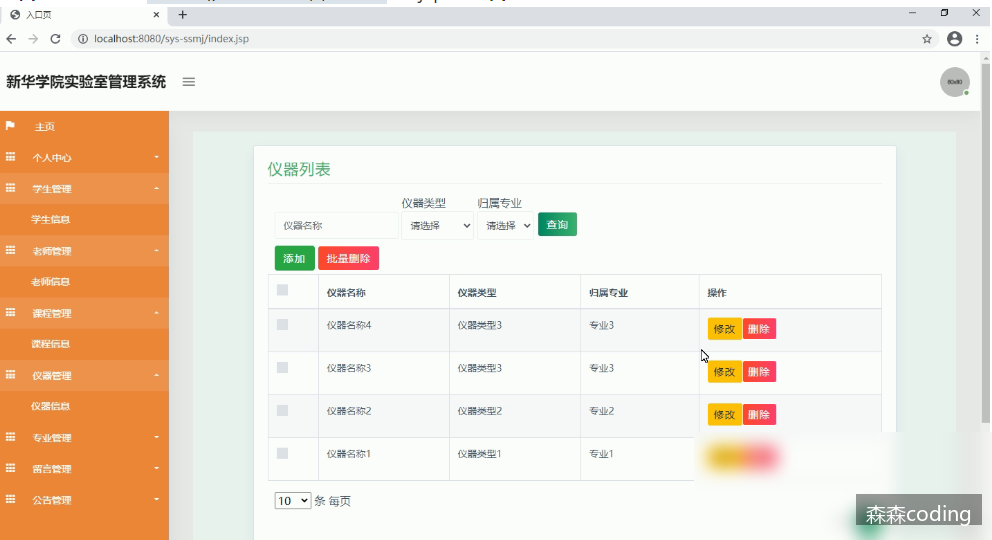 入口页
localhost:8080/sys-ssmj/index.jsp
新华学院实验室管理系统
主页
个人中心
学生管理
学生信息
老师管理
老师信息
课程管理
课程信息
仪器管理
仪器信息
专业管理
留言管理
公告管理
仪器列表
仪器类型 归属专业
仪器名称 请选择 请选择 查询
添加 批量删除
仪器名称 仪器类型 归属专业 操作
仪器名称4 仪器类型3 专业3 修改 删除
仪器名称3 仪器类型3 专业3 修改 删除
仪器名称2 仪器类型2 专业2 修改 删除
仪器名称1 仪器类型1 专业1
10 条 每页
森森coding